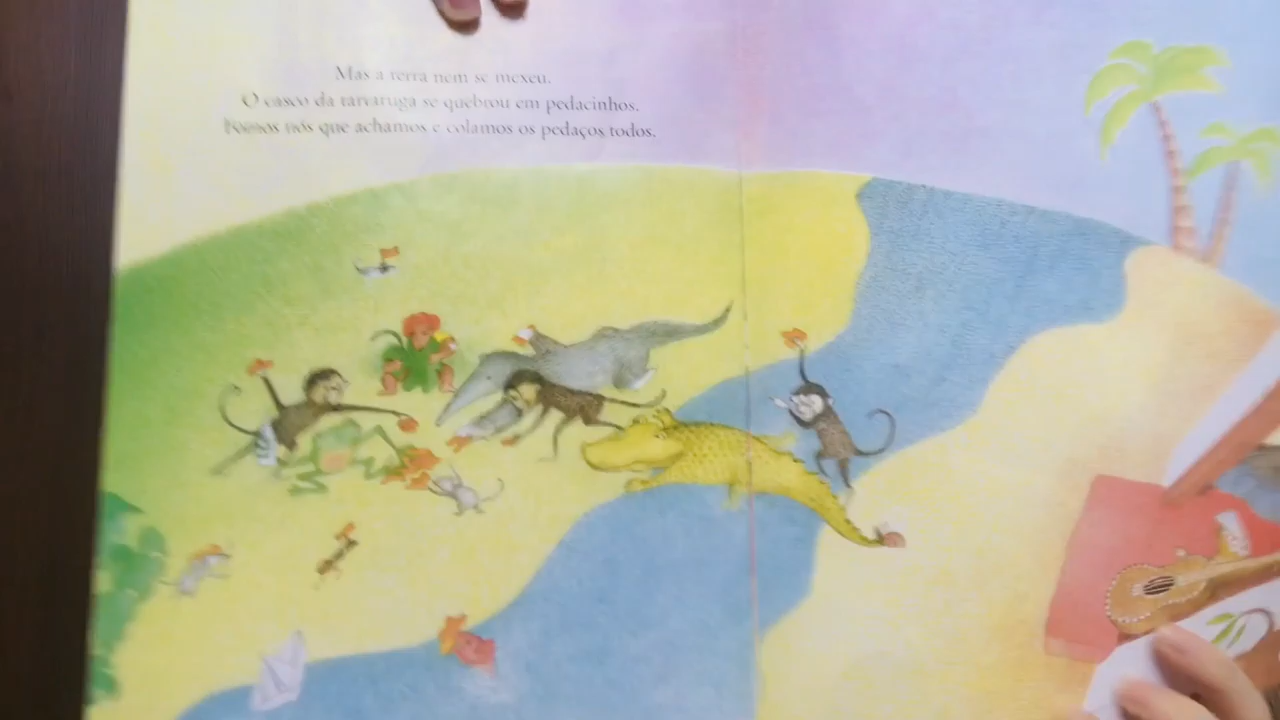 Mas a terra nem se mexeu.
O casco da tartaruga se quebrou em pedacinhos.
Fomos nós que achamos e colamos os pedaços todos.